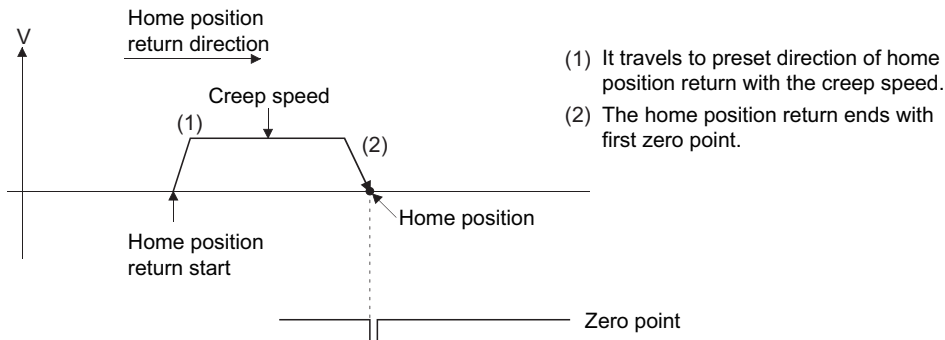 Home position
return direction
V
(1) It travels to preset direction of home
position return with the creep speed.
(2) The home position return ends with
first zero point.
Creep speed
(1)
(2)
Home position
Home position
return start
Zero point